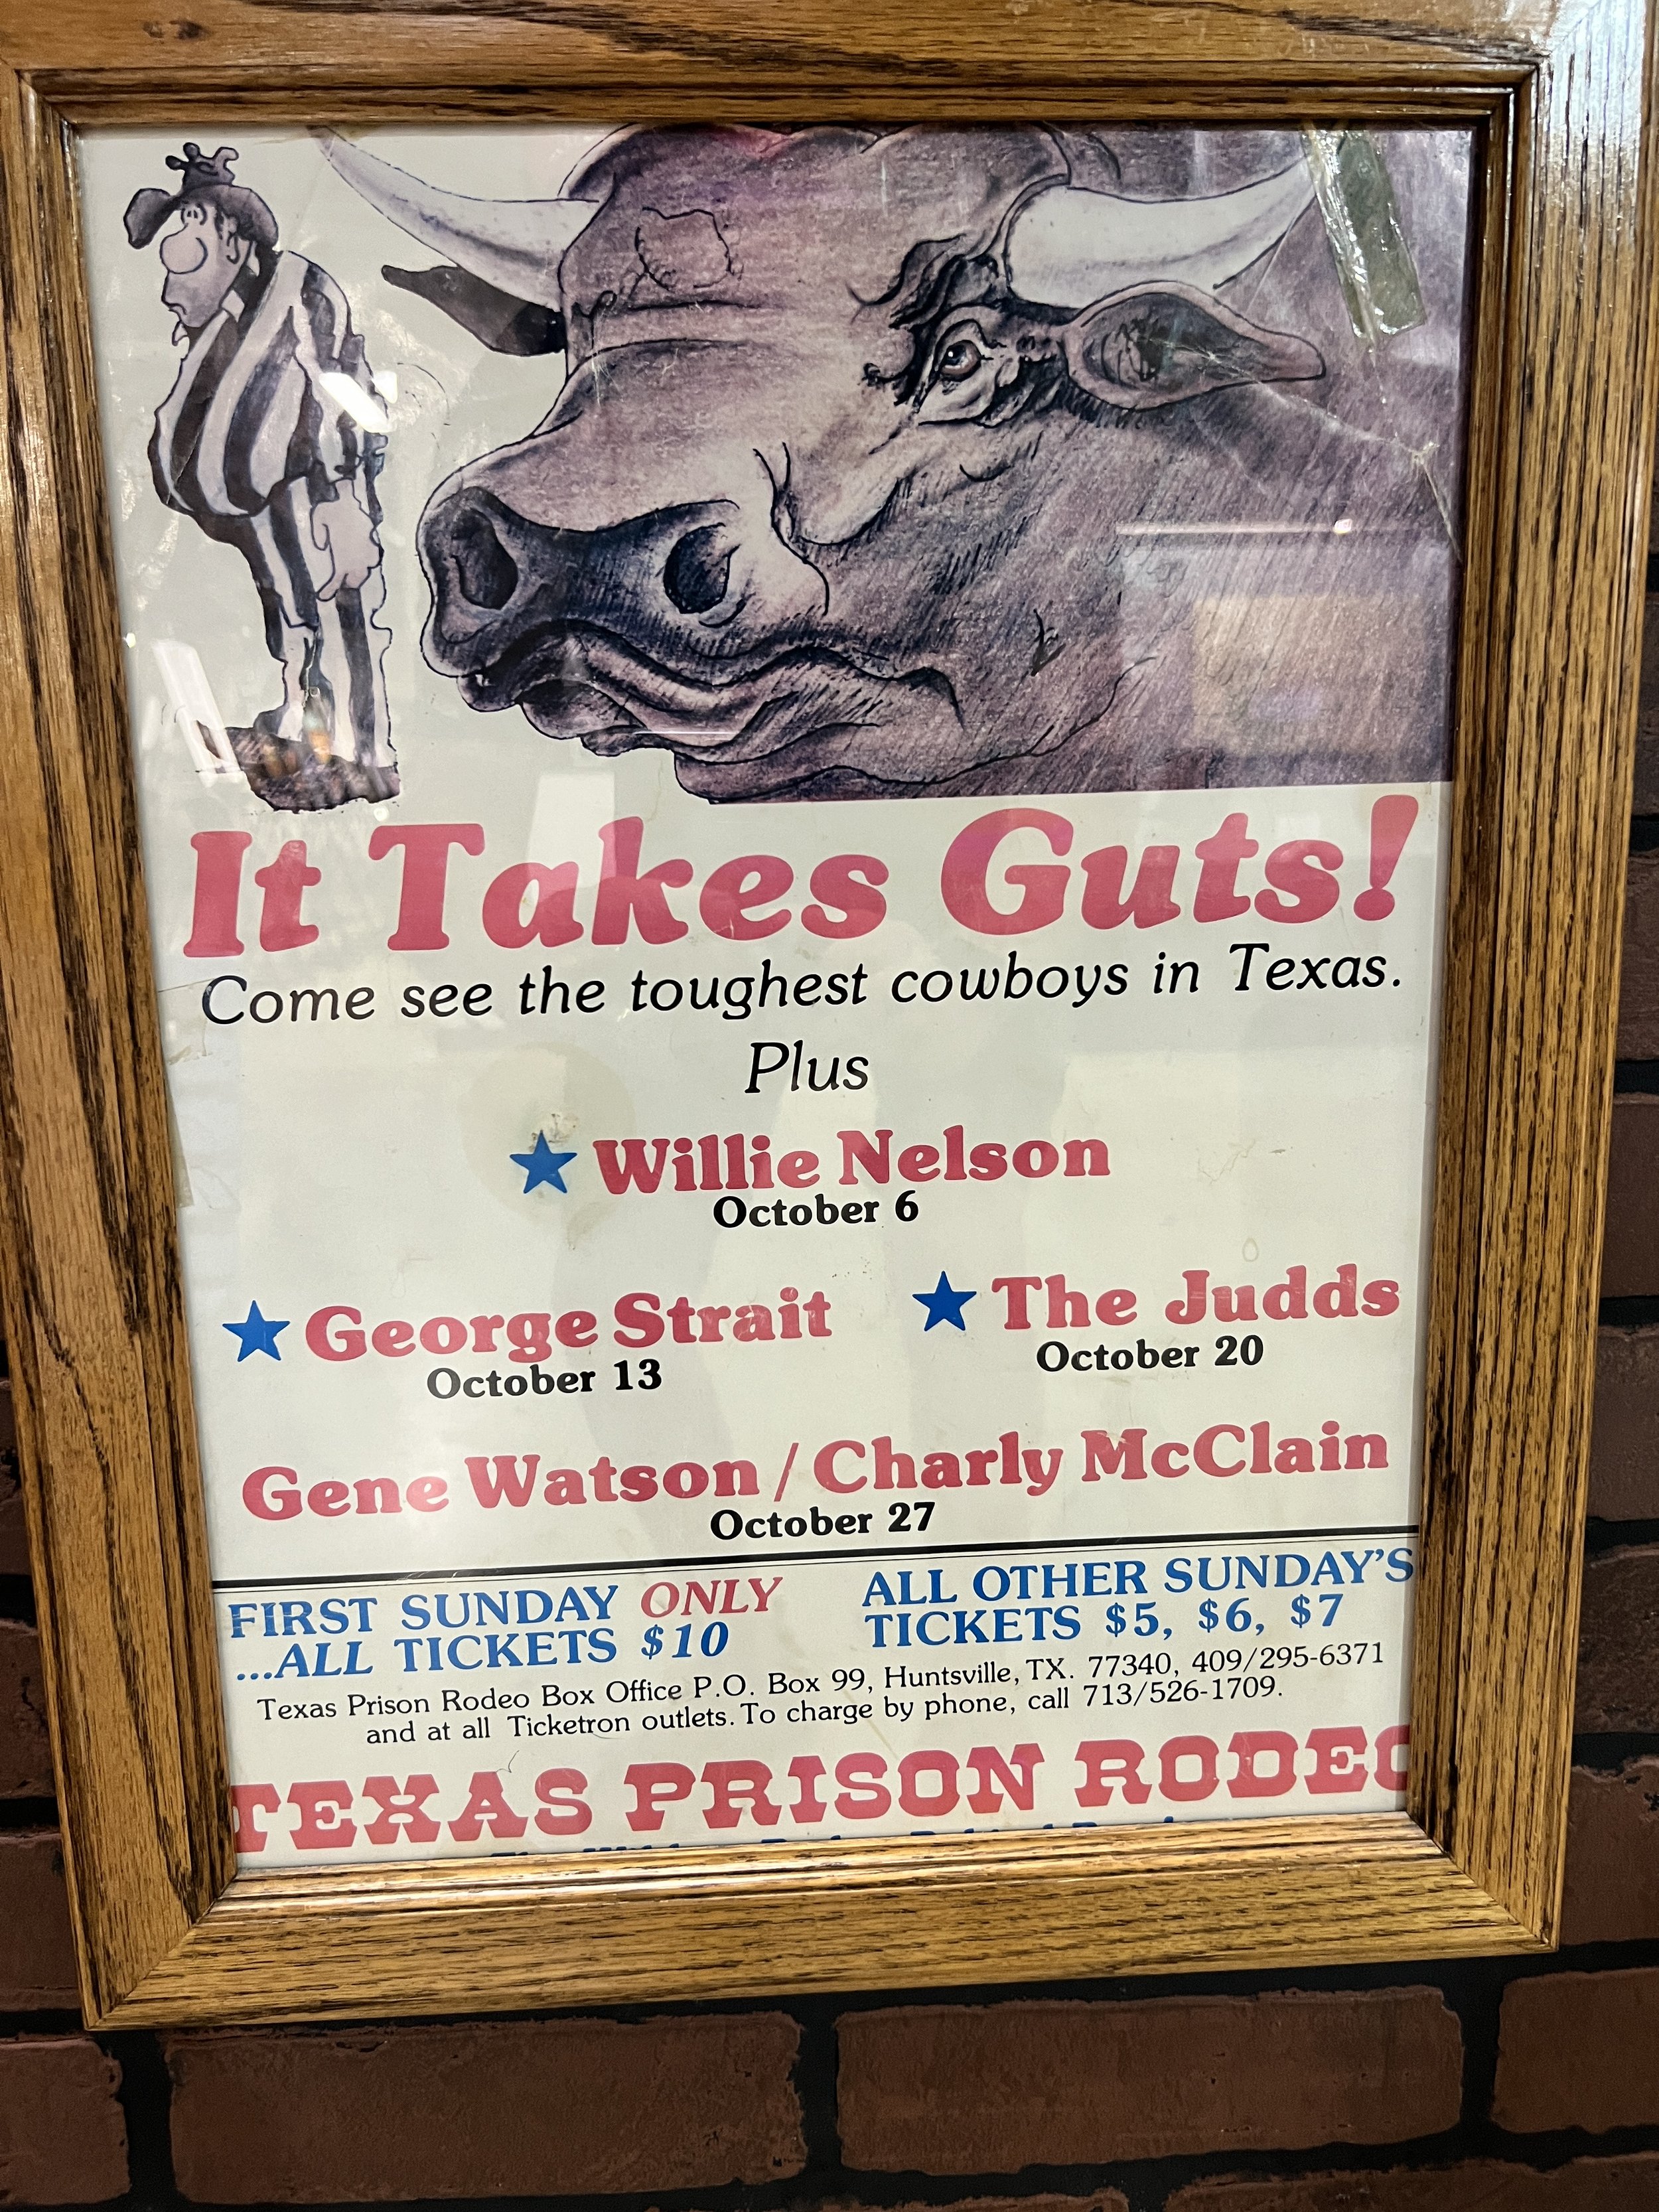 It Takes Guts!
Come see the toughest cowboys in Texas.
Plus
Willie Nelson
October 6
George Strait
October 13
The Judds
October 20
Gene Watson / Charly McClain
October 27
FIRST SUNDAY ONLY
...ALL TICKETS $10
ALL OTHER SUNDAY'S
TICKETS $5, $6, $7
Texas Prison Rodeo Box Office P.O. Box 99, Huntsville, TX. 77340, 409/295-6371
and at all Ticketron outlets. To charge by phone, call 713/526-1709.
TEXAS PRISON RODEO